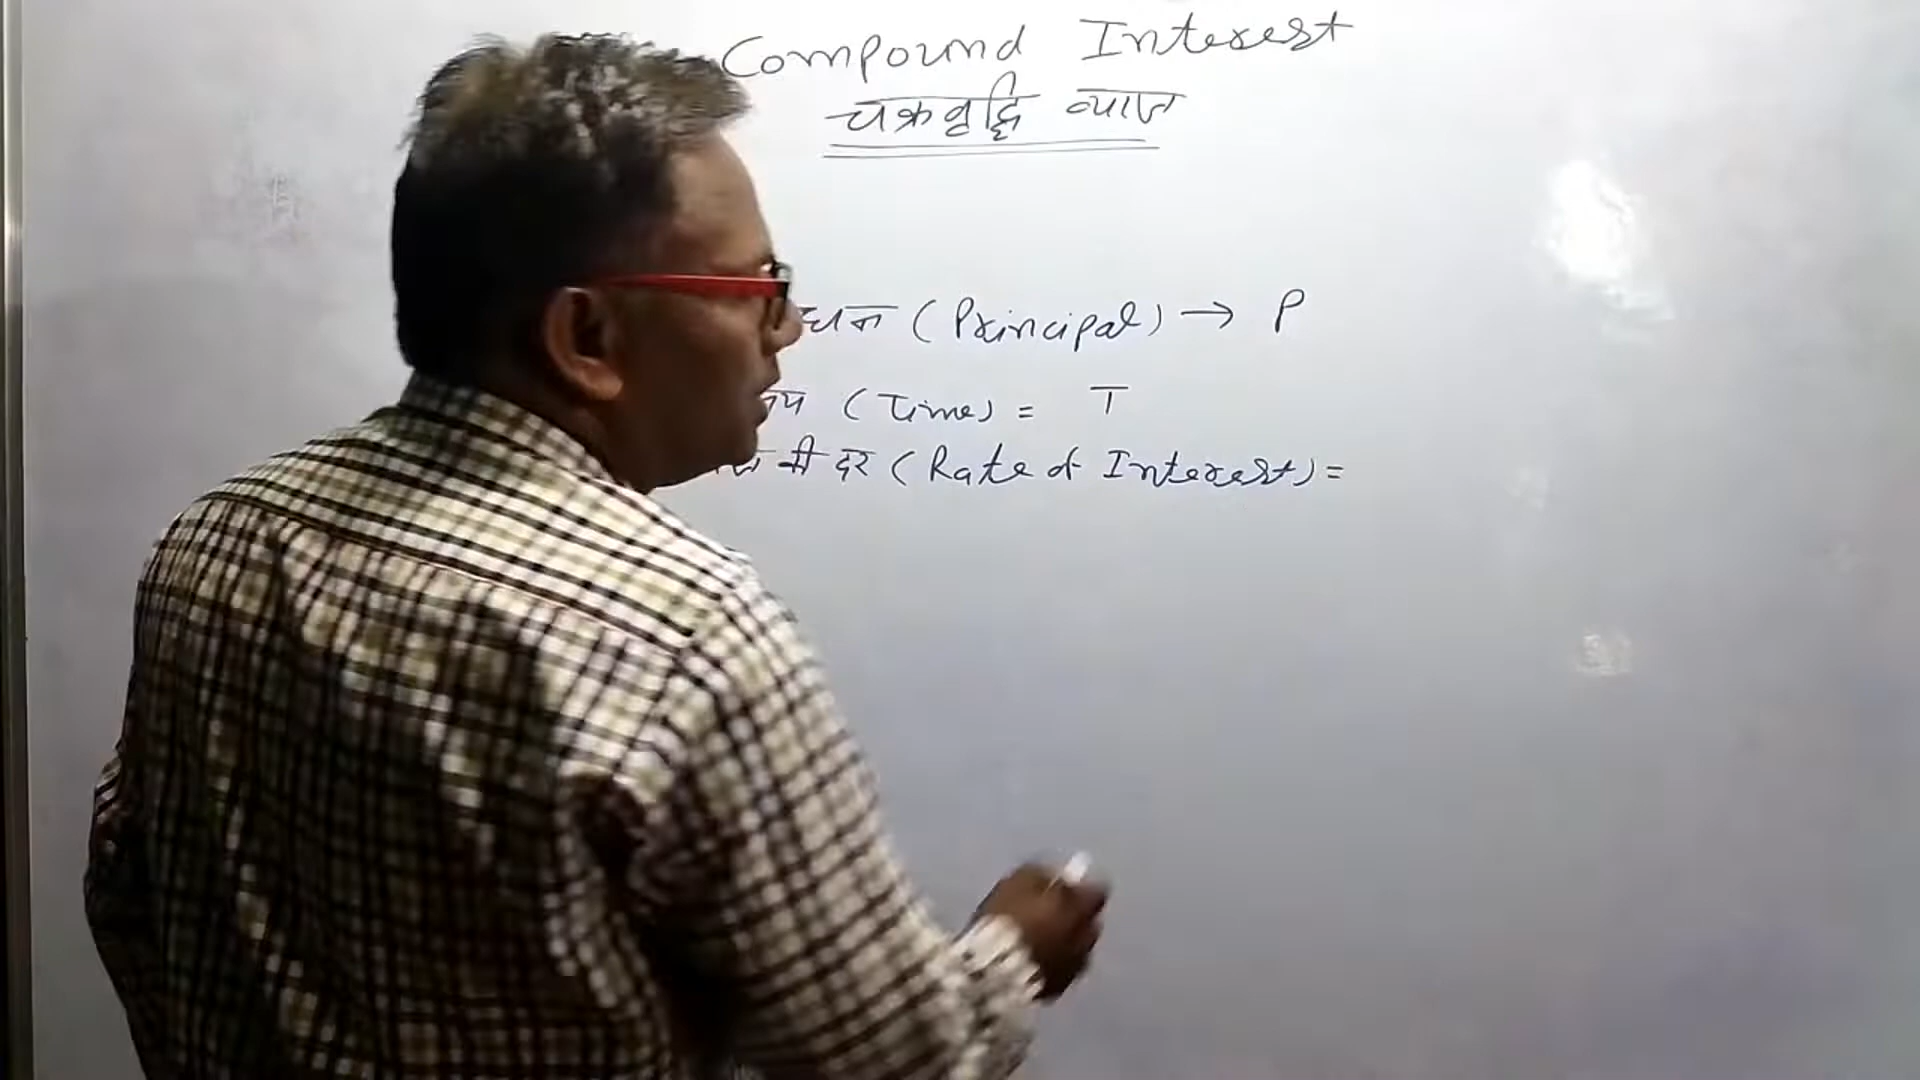 Compound Interest
चक्रवृद्धि ब्याज
धन (Principal) → P
(Time) = T
की दर (Rate of Interest) =